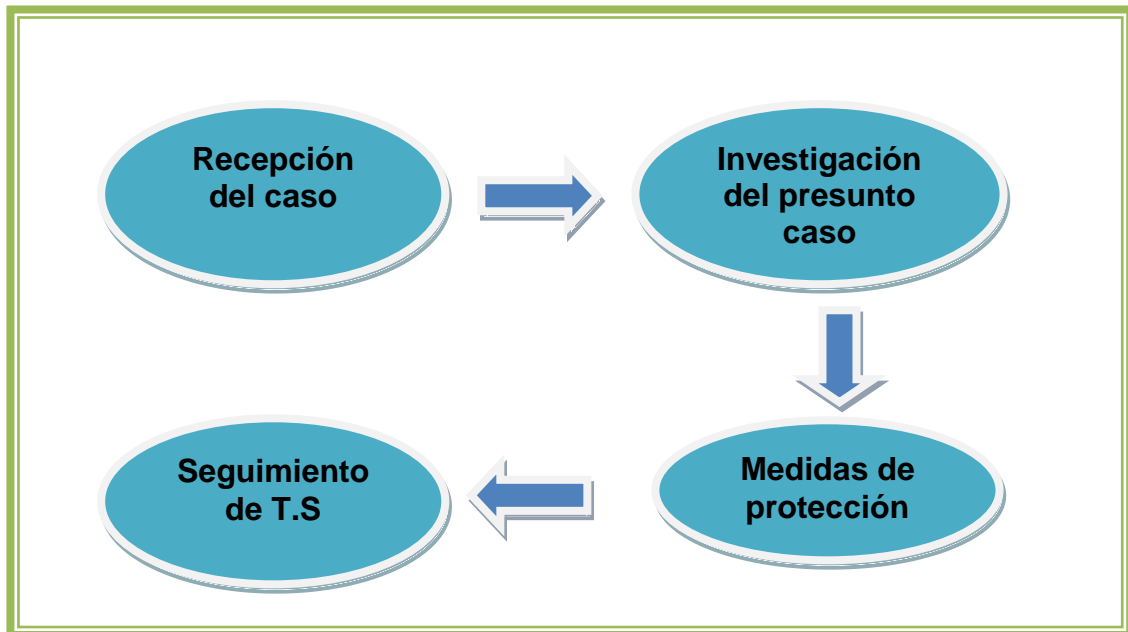 Recepción
del caso
Investigación
del presunto
caso
Medidas de
protección
Seguimiento
de T.S